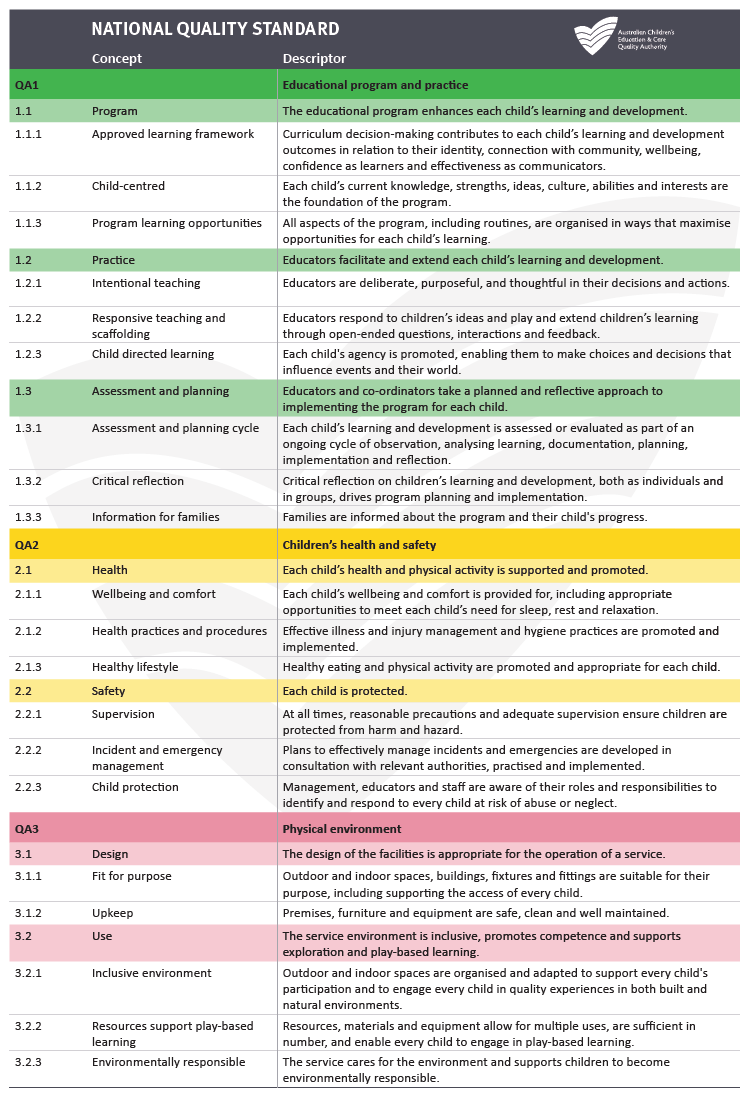 NATIONAL QUALITY STANDARD
Australian Children's
Education & Care
Quality Authority
Concept Descriptor
QA1 Educational program and practice
1.1 Program The educational program enhances each child's learning and development.
1.1.1 Approved learning framework Curriculum decision-making contributes to each child's learning and development
outcomes in relation to their identity, connection with community, wellbeing,
confidence as learners and effectiveness as communicators.
1.1.2 Child-centred Each child's current knowledge, strengths, ideas, culture, abilities and interests are
the foundation of the program.
1.1.3 Program learning opportunities All aspects of the program, including routines, are organised in ways that maximise
opportunities for each child's learning.
1.2 Practice Educators facilitate and extend each child's learning and development.
1.2.1 Intentional teaching Educators are deliberate, purposeful, and thoughtful in their decisions and actions.
1.2.2 Responsive teaching and Educators respond to children's ideas and play and extend children's learning
scaffolding through open-ended questions, interactions and feedback.
1.2.3 Child directed learning Each child's agency is promoted, enabling them to make choices and decisions that
influence events and their world.
1.3 Assessment and planning Educators and co-ordinators take a planned and reflective approach to
implementing the program for each child.
1.3.1 Assessment and planning cycle Each child's learning and development is assessed or evaluated as part of an
ongoing cycle of observation, analysing learning, documentation, planning,
implementation and reflection.
1.3.2 Critical reflection Critical reflection on children's learning and development, both as individuals and
in groups, drives program planning and implementation.
1.3.3 Information for families Families are informed about the program and their child's progress.
QA2 Children's health and safety
2.1 Health Each child's health and physical activity is supported and promoted.
2.1.1 Wellbeing and comfort Each child's wellbeing and comfort is provided for, including appropriate
opportunities to meet each child's need for sleep, rest and relaxation.
2.1.2 Health practices and procedures Effective illness and injury management and hygiene practices are promoted and
implemented.
2.1.3 Healthy lifestyle Healthy eating and physical activity are promoted and appropriate for each child.
2.2 Safety Each child is protected.
2.2.1 Supervision At all times, reasonable precautions and adequate supervision ensure children are
protected from harm and hazard.
2.2.2 Incident and emergency Plans to effectively manage incidents and emergencies are developed in
management consultation with relevant authorities, practised and implemented.
2.2.3 Child protection Management, educators and staff are aware of their roles and responsibilities to
identify and respond to every child at risk of abuse or neglect.
QA3 Physical environment
3.1 Design The design of the facilities is appropriate for the operation of a service.
3.1.1 Fit for purpose Outdoor and indoor spaces, buildings, fixtures and fittings are suitable for their
purpose, including supporting the access of every child.
3.1.2 Upkeep Premises, furniture and equipment are safe, clean and well maintained.
3.2 Use The service environment is inclusive, promotes competence and supports
exploration and play-based learning.
3.2.1 Inclusive environment Outdoor and indoor spaces are organised and adapted to support every child's
participation and to engage every child in quality experiences in both built and
natural environments.
3.2.2 Resources support play-based Resources, materials and equipment allow for multiple uses, are sufficient in
learning number, and enable every child to engage in play-based learning.
3.2.3 Environmentally responsible The service cares for the environment and supports children to become
environmentally responsible.